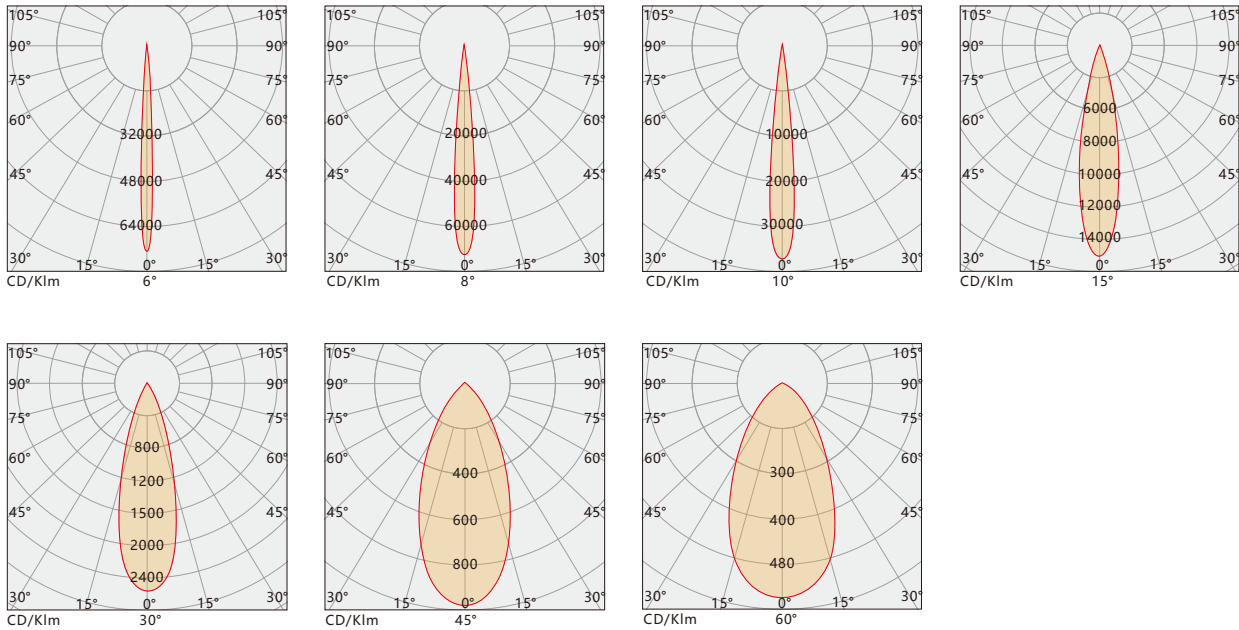 105° 105° 105° 105° 105° 105° 105° 105°
90° 90° 90° 90° 90° 90° 90° 90°
75° 75° 75° 75° 75° 75° 75° 75°
6000
60° 60° 60° 60° 60° 60° 60° 60°
32000 20000 10000 8000
45° 48000 45° 45° 40000 45° 45° 20000 45° 45° 10000 45°
12000
64000 60000 30000 14000
30° 15° 0° 15° 30° 30° 15° 0° 15° 30° 30° 15° 0° 15° 30° 30° 15° 0° 15° 30°
CD/Klm 6° CD/Klm 8° CD/Klm 10° CD/Klm 15°
105° 105° 105° 105° 105° 105°
90° 90° 90° 90° 90° 90°
75° 75° 75° 75° 75° 75°
800
60° 60° 60° 60° 60° 60°
1200 400 300
45° 1500 45° 45° 600 45° 45° 400 45°
2000
2400 800 480
30° 15° 0° 15° 30° 30° 15° 0° 15° 30° 30° 15° 0° 15° 30°
CD/Klm 30° CD/Klm 45° CD/Klm 60°